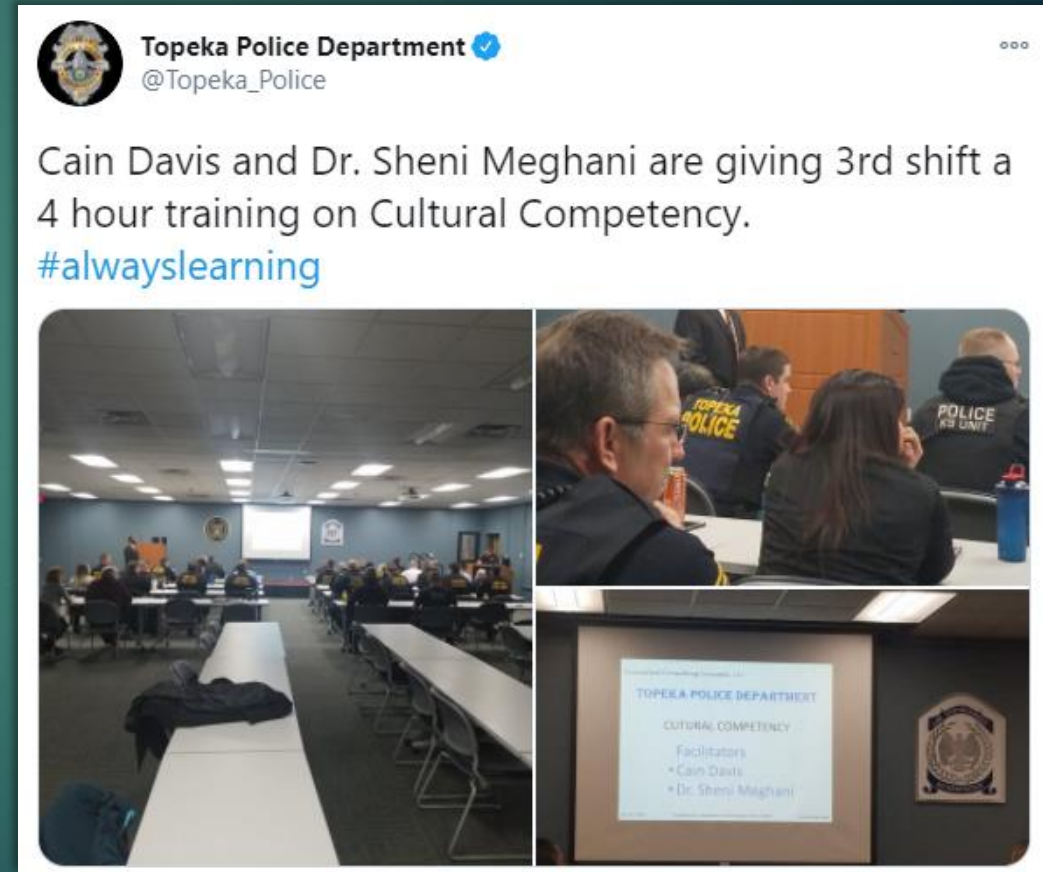 Topeka Police Department
@Topeka_Police
Cain Davis and Dr. Sheni Meghani are giving 3rd shift a
4 hour training on Cultural Competency.
#alwayslearning
TOPEKA
POLICE
POLICE
K9 UNIT
TOPEKA POLICE DEPARTMENT
CUTURAL COMPETENCY
Facilitators
• Cain Davis
• Dr. Sheni Meghani